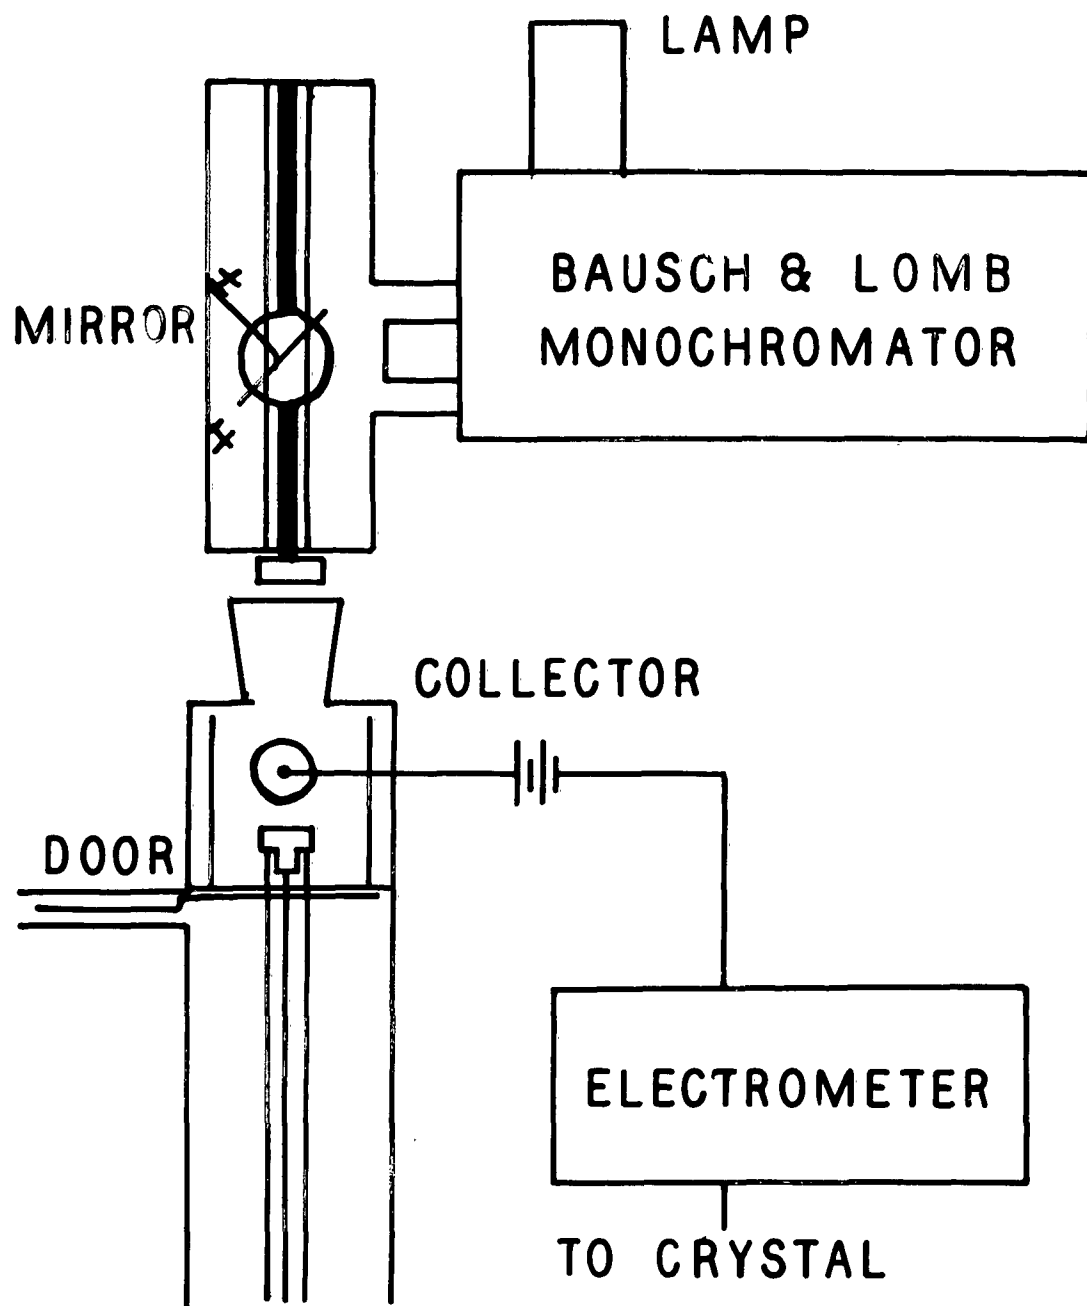 LAMP
BAUSCH & LOMB
MONOCHROMATOR
MIRROR
COLLECTOR
DOOR
ELECTROMETER
TO CRYSTAL